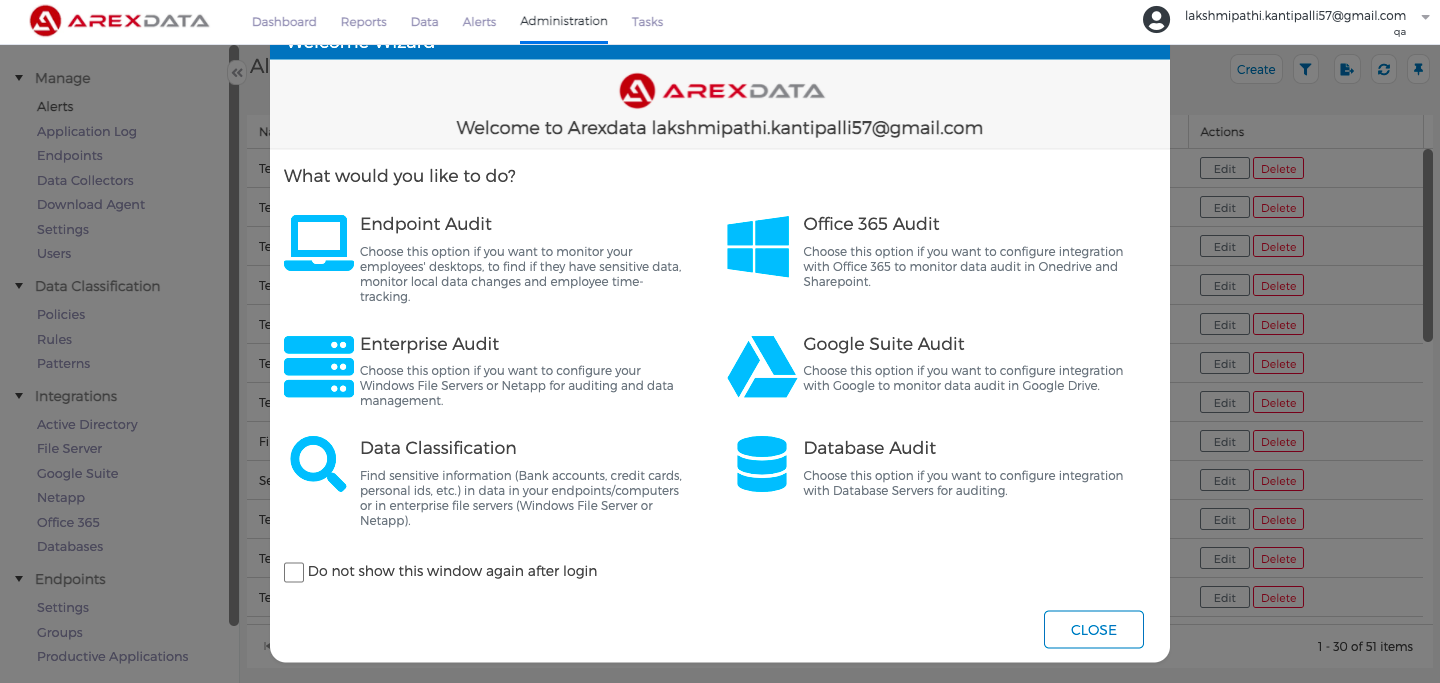 AREXDATA
Dashboard
Reports
Data
Alerts
Administration
Tasks
lakshmipathi.kantipalli57@gmail.com
qa
Manage
Alerts
Application Log
Endpoints
Data Collectors
Download Agent
Settings
Users
Data Classification
Policies
Rules
Patterns
Integrations
Active Directory
File Server
Google Suite
Netapp
Office 365
Databases
Endpoints
Settings
Groups
Productive Applications
Al
Create
Na
Te
Te
Te
Te
Te
Te
Te
Fi
Se
Te
Te
Te
Welcome Wizard
AREXDATA
Welcome to Arexdata lakshmipathi.kantipalli57@gmail.com
What would you like to do?
Endpoint Audit
Choose this option if you want to monitor your
employees' desktops, to find if they have sensitive data,
monitor local data changes and employee time-
tracking.
Office 365 Audit
Choose this option if you want to configure integration
with Office 365 to monitor data audit in Onedrive and
Sharepoint.
Enterprise Audit
Choose this option if you want to configure your
Windows File Servers or Netapp for auditing and data
management.
Google Suite Audit
Choose this option if you want to configure integration
with Google to monitor data audit in Google Drive.
Data Classification
Find sensitive information (Bank accounts, credit cards,
personal ids, etc.) in data in your endpoints/computers
or in enterprise file servers (Windows File Server or
Netapp).
Database Audit
Choose this option if you want to configure integration
with Database Servers for auditing.
Do not show this window again after login
CLOSE
Actions
Edit Delete
Edit Delete
Edit Delete
Edit Delete
Edit Delete
Edit Delete
Edit Delete
Edit Delete
Edit Delete
Edit Delete
Edit Delete
Edit Delete
1 - 30 of 51 items